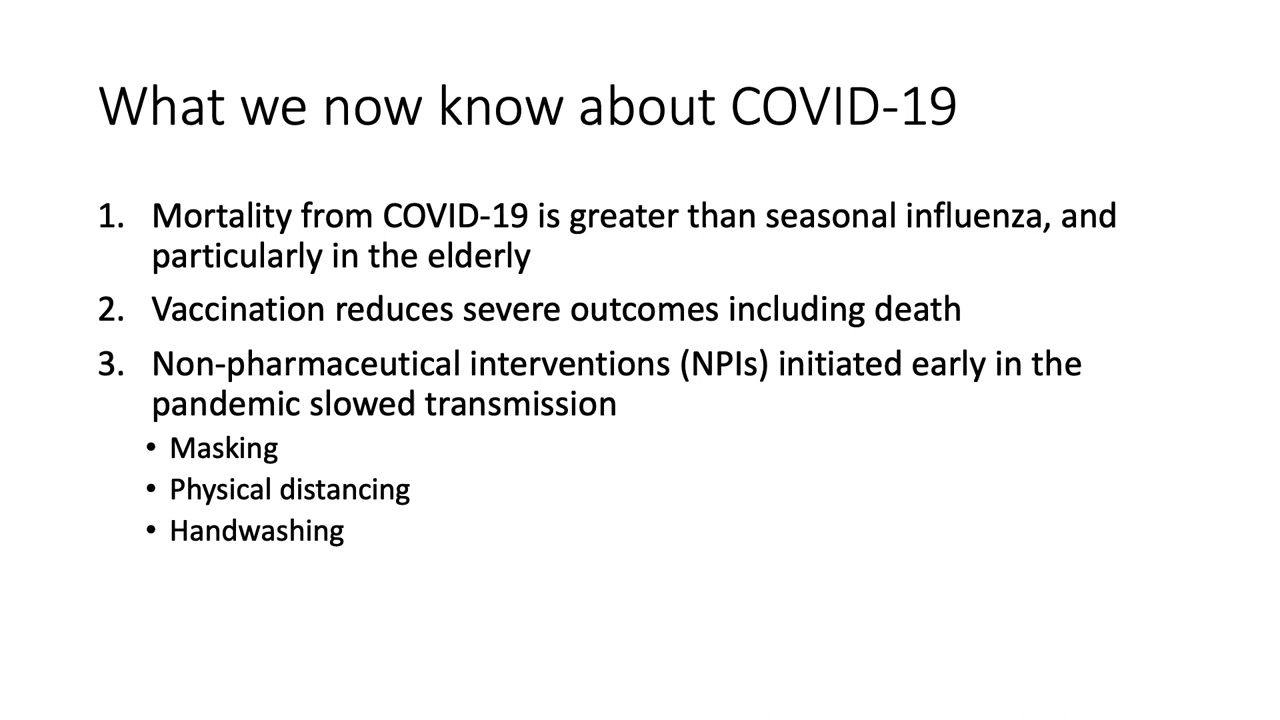 What we now know about COVID-19
1. Mortality from COVID-19 is greater than seasonal influenza, and
particularly in the elderly
2. Vaccination reduces severe outcomes including death
3. Non-pharmaceutical interventions (NPIs) initiated early in the
pandemic slowed transmission
• Masking
• Physical distancing
• Handwashing